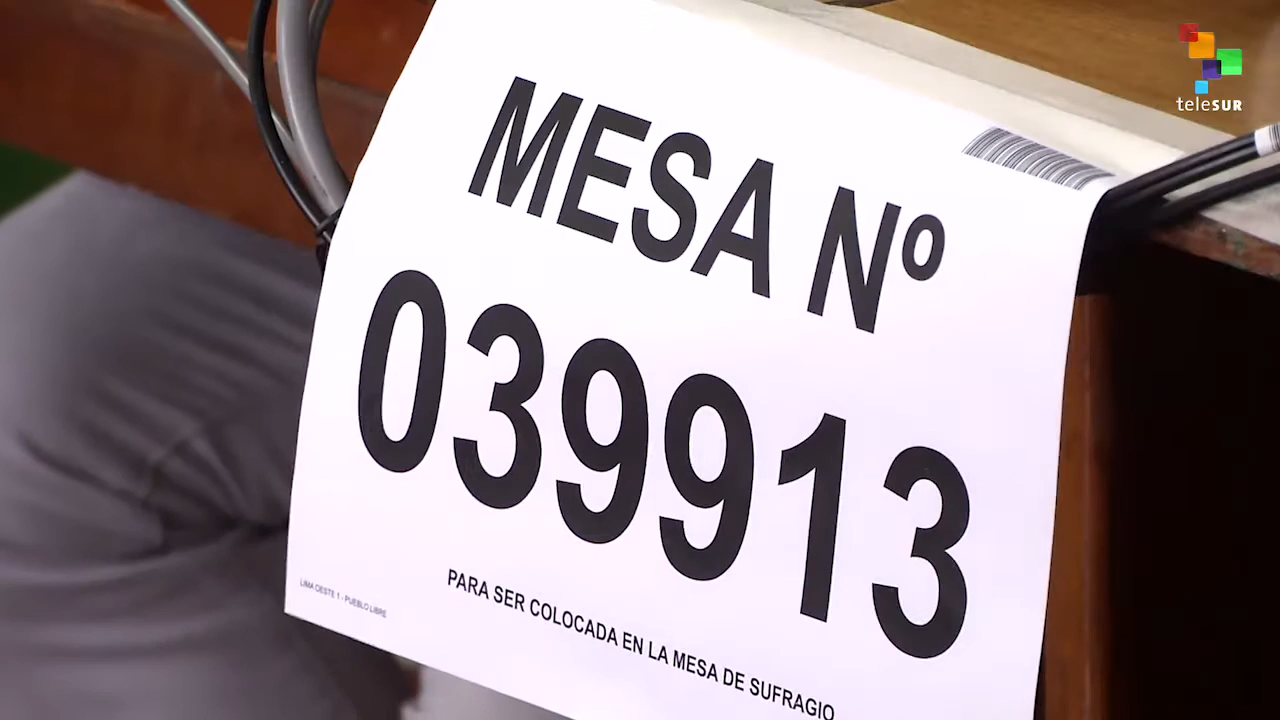 teleSUR
MESA Nº
039913
PARA SER COLOCADA EN LA MESA DE SUFRAGIO
LIMA OESTE 1 - PUEBLO LIBRE